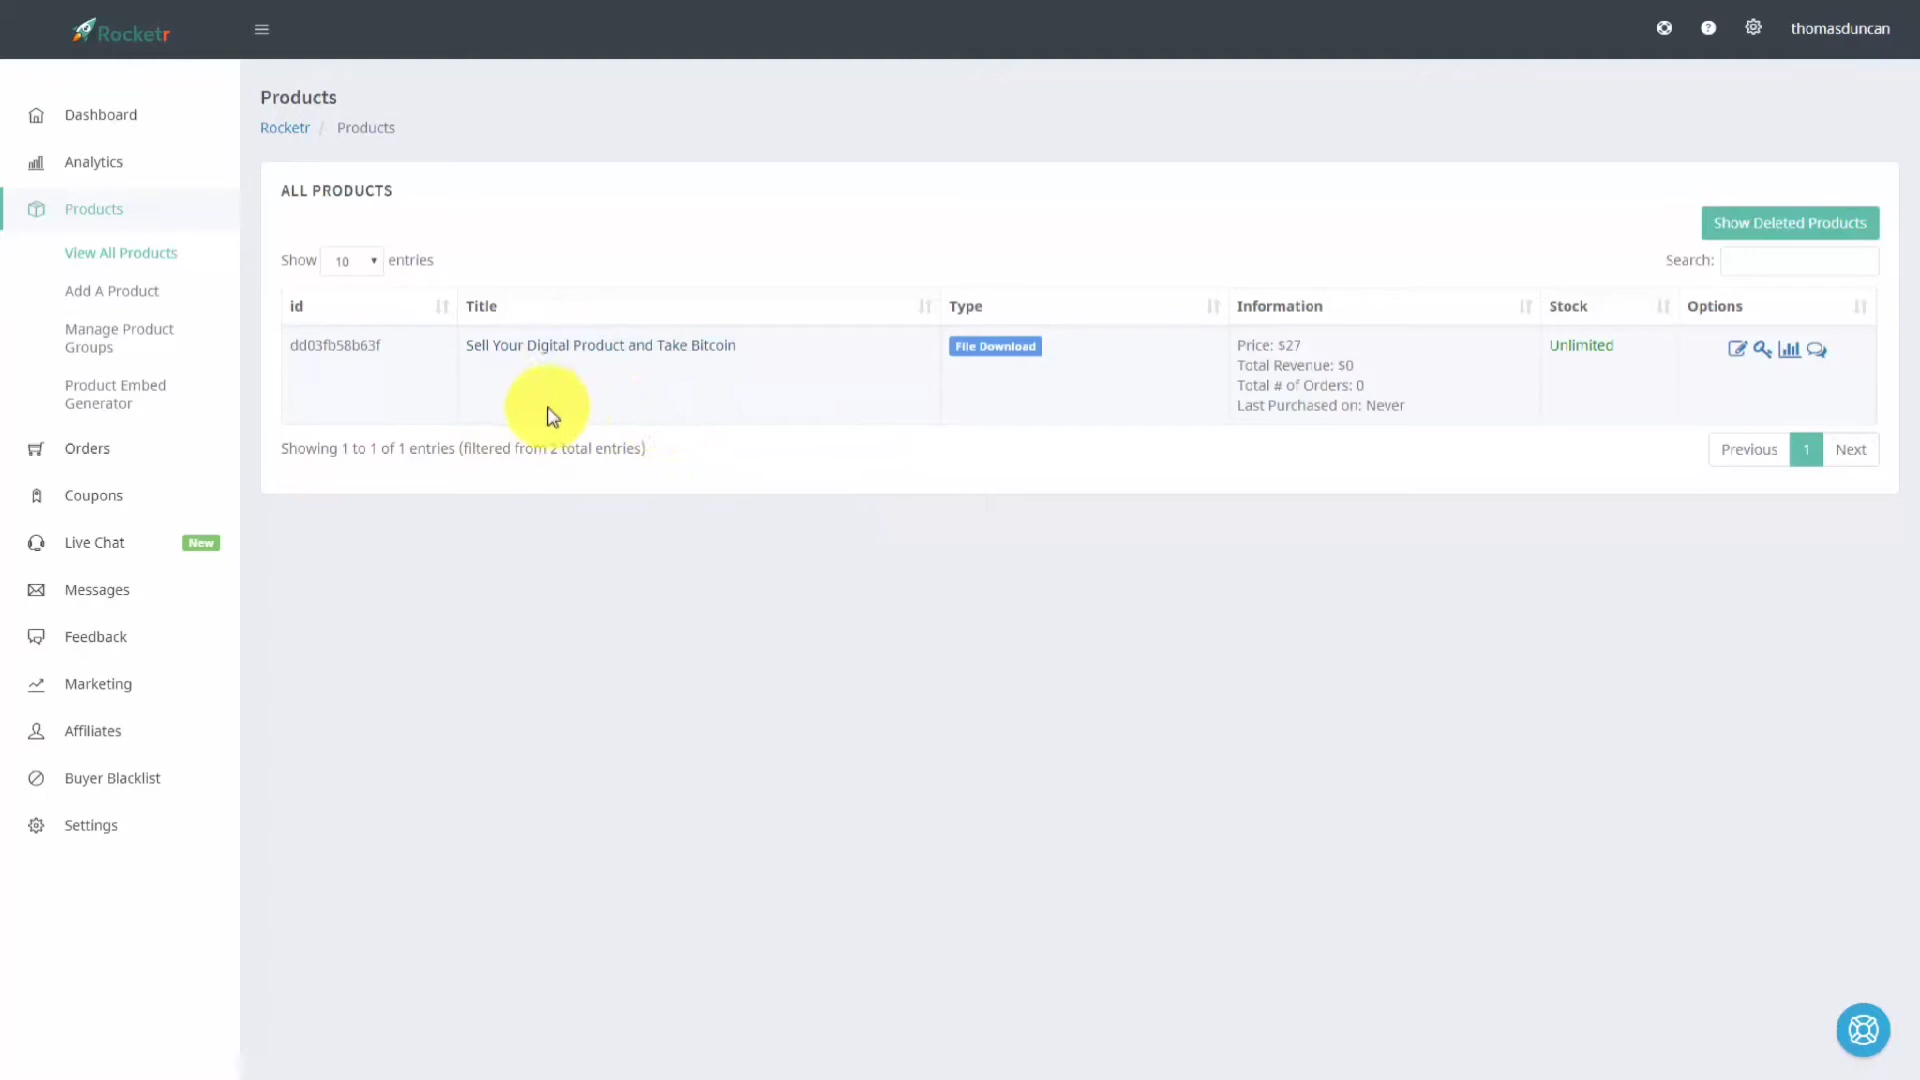 Rocketr
thomasduncan
Dashboard
Analytics
Products
View All Products
Add A Product
Manage Product
Groups
Product Embed
Generator
Orders
Coupons
Live Chat New
Messages
Feedback
Marketing
Affiliates
Buyer Blacklist
Settings
Products
Rocketr / Products
ALL PRODUCTS
Show Deleted Products
Show 10 entries
Search:
id Title Type Information Stock Options
dd03fb58b63f Sell Your Digital Product and Take Bitcoin File Download Price: $27 Unlimited
Total Revenue: $0
Total # of Orders: 0
Last Purchased on: Never
Showing 1 to 1 of 1 entries (filtered from 2 total entries)
Previous 1 Next